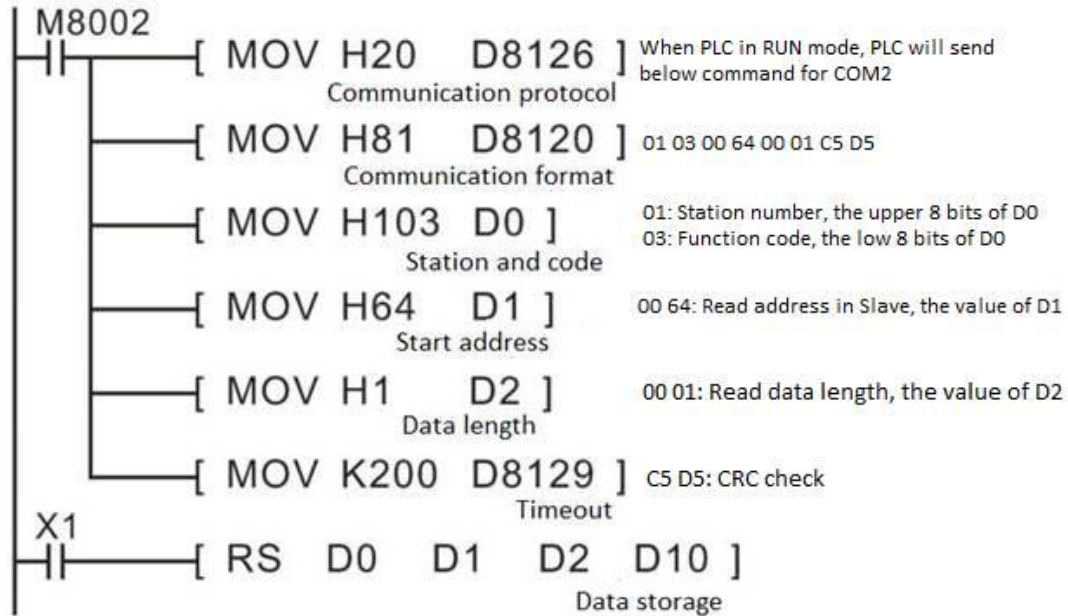 M8002
[ MOV H20 D8126 ] When PLC in RUN mode, PLC will send
below command for COM2
Communication protocol
[ MOV H81 D8120 ] 01 03 00 64 00 01 C5 D5
Communication format
[ MOV H103 D0 ] 01: Station number, the upper 8 bits of D0
03: Function code, the low 8 bits of D0
Station and code
[ MOV H64 D1 ] 00 64: Read address in Slave, the value of D1
Start address
[ MOV H1 D2 ] 00 01: Read data length, the value of D2
Data length
[ MOV K200 D8129 ] C5 D5: CRC check
Timeout
X1
[ RS D0 D1 D2 D10 ]
Data storage